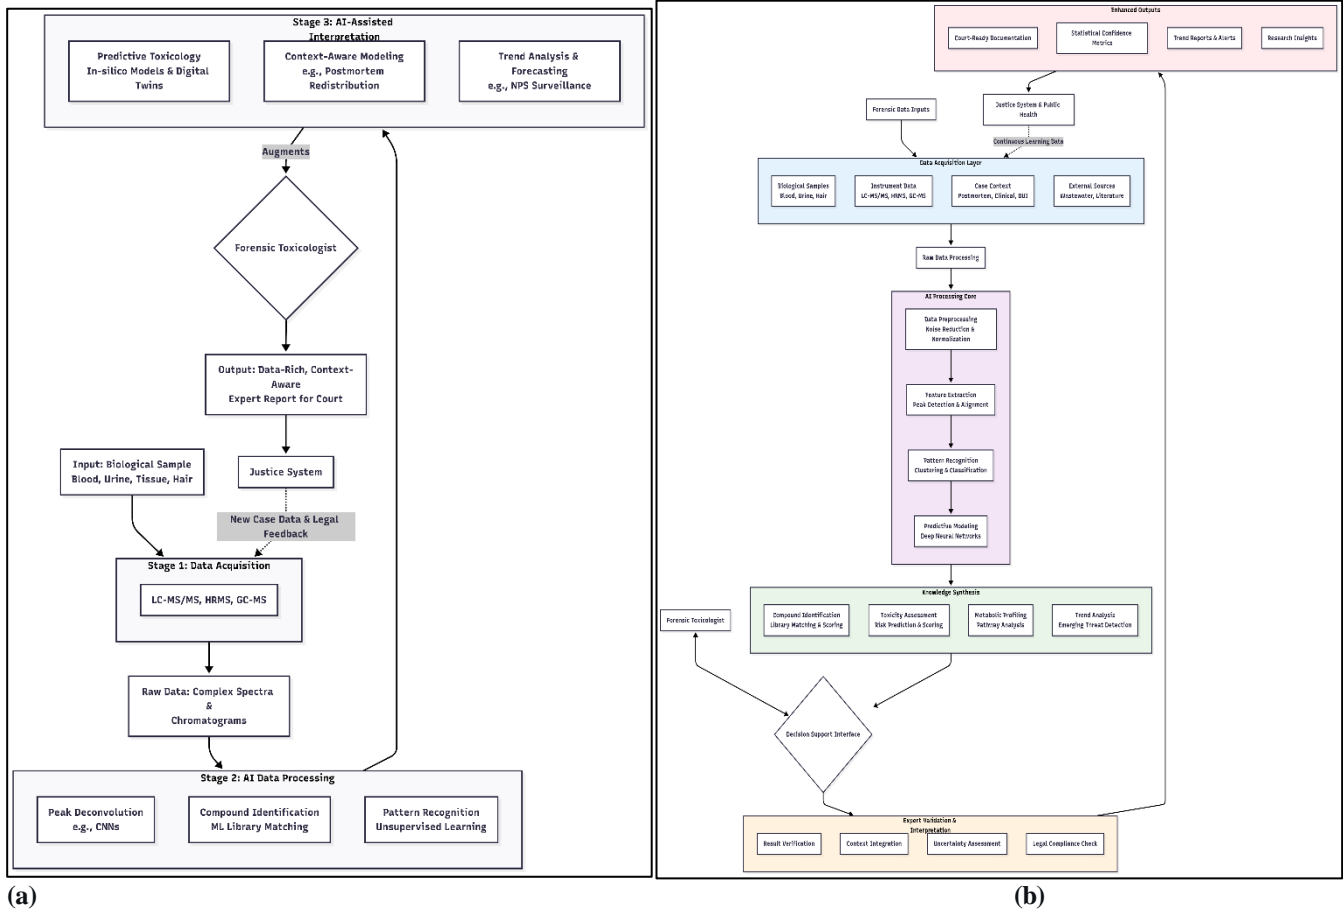 Stage 3: AI-Assisted
Interpretation
Predictive Toxicology
In-silico Models & Digital
Twins
Context-Aware Modeling
e.g., Postmortem
Redistribution
Trend Analysis &
Forecasting
e.g., NPS Surveillance
Augments
Forensic Toxicologist
Output: Data-Rich, Context-
Aware
Expert Report for Court
Input: Biological Sample
Blood, Urine, Tissue, Hair
Justice System
New Case Data & Legal
Feedback
Stage 1: Data Acquisition
LC-MS/MS, HRMS, GC-MS
Raw Data: Complex Spectra
&
Chromatograms
Stage 2: AI Data Processing
Peak Deconvolution
e.g., CNNs
Compound Identification
ML Library Matching
Pattern Recognition
Unsupervised Learning
(a)
Enhanced Outputs
Court-Ready Documentation
Statistical Confidence
Metrics
Trend Reports & Alerts
Research Insights
Forensic Data Inputs
Justice System & Public
Health
Continuous Learning Data
Data Acquisition Layer
Biological Samples
Blood, Urine, Hair
Instrument Data
LC-MS/MS, HRMS, GC-MS
Case Context
Postmortem, Clinical, DUI
External Sources
Wastewater, Literature
Raw Data Processing
AI Processing Core
Data Preprocessing
Noise Reduction &
Normalization
Feature Extraction
Peak Detection & Alignment
Pattern Recognition
Clustering & Classification
Predictive Modeling
Deep Neural Networks
Knowledge Synthesis
Compound Identification
Library Matching & Scoring
Toxicity Assessment
Risk Prediction & Scoring
Metabolic Profiling
Pathway Analysis
Trend Analysis
Emerging Threat Detection
Forensic Toxicologist
Decision Support Interface
Expert Validation &
Interpretation
Result Verification
Context Integration
Uncertainty Assessment
Legal Compliance Check
(b)